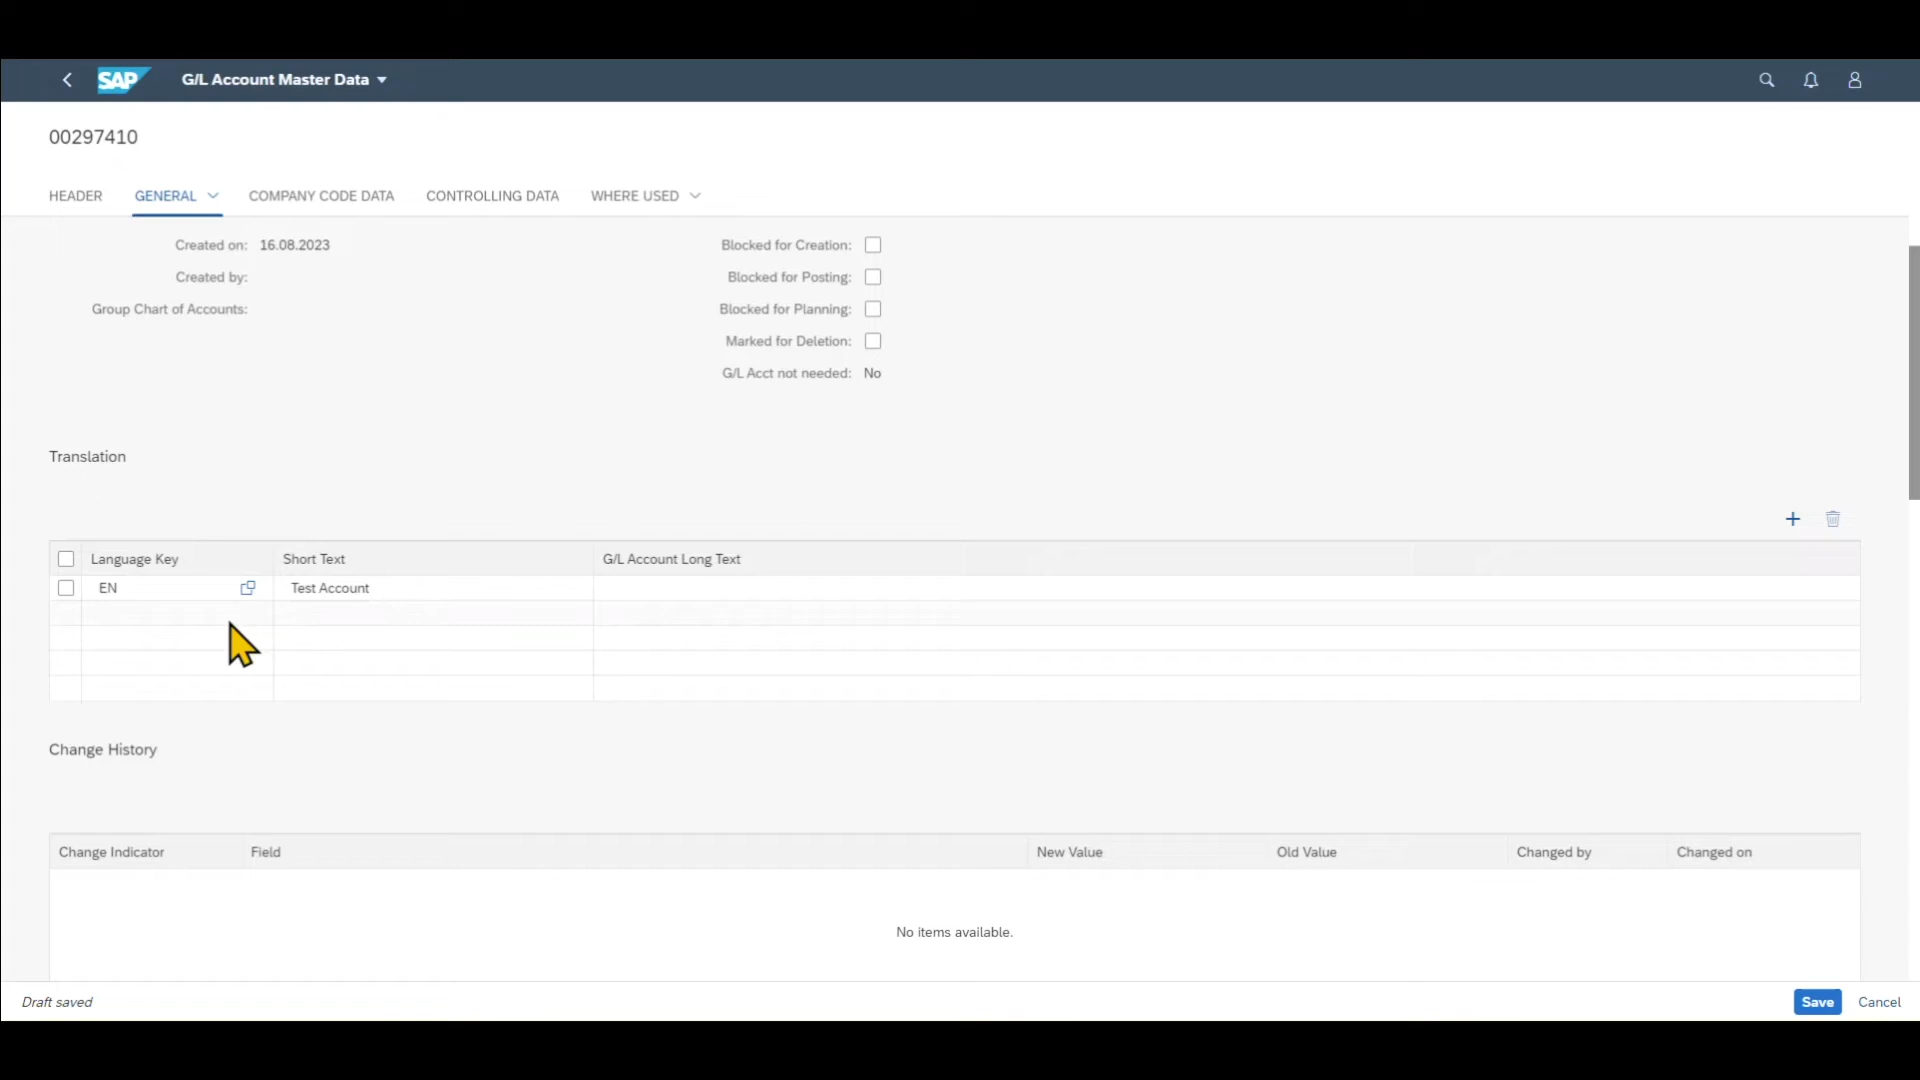 SAP G/L Account Master Data
00297410
HEADER GENERAL COMPANY CODE DATA CONTROLLING DATA WHERE USED
Created on: 16.08.2023 Blocked for Creation:
Created by: Blocked for Posting:
Group Chart of Accounts: Blocked for Planning:
Marked for Deletion:
G/L Acct not needed: No
Translation
Language Key Short Text G/L Account Long Text
EN Test Account
Change History
Change Indicator Field New Value Old Value Changed by Changed on
No items available.
Draft saved Save Cancel